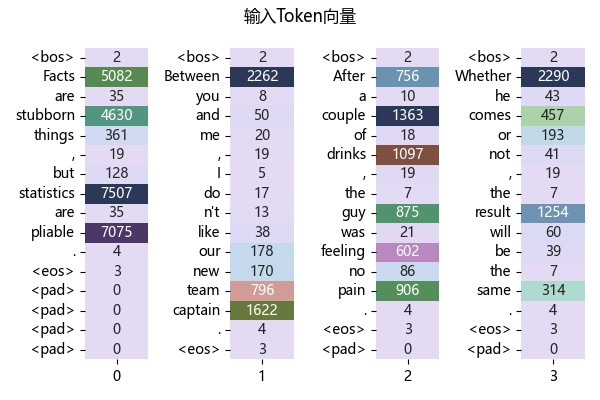 输入Token向量
<bos> 2 <bos> 2 <bos> 2 <bos> 2
Facts 5082 Between 2262 After 756 Whether 2290
are 35 you 8 a 10 he 43
stubborn 4630 and 50 couple 1363 comes 457
things 361 me 20 of 18 or 193
, 19 , 19 drinks 1097 not 41
but 128 I 5 , 19 , 19
statistics 7507 do 17 the 7 the 7
are 35 n't 13 guy 875 result 1254
pliable 7075 like 38 was 21 will 60
. 4 our 178 feeling 602 be 39
<eos> 3 new 170 no 86 the 7
<pad> 0 team 796 pain 906 same 314
<pad> 0 captain 1622 . 4 . 4
<pad> 0 . 4 <eos> 3 <eos> 3
<pad> 0 <eos> 3 <pad> 0 <pad> 0
0 1 2 3